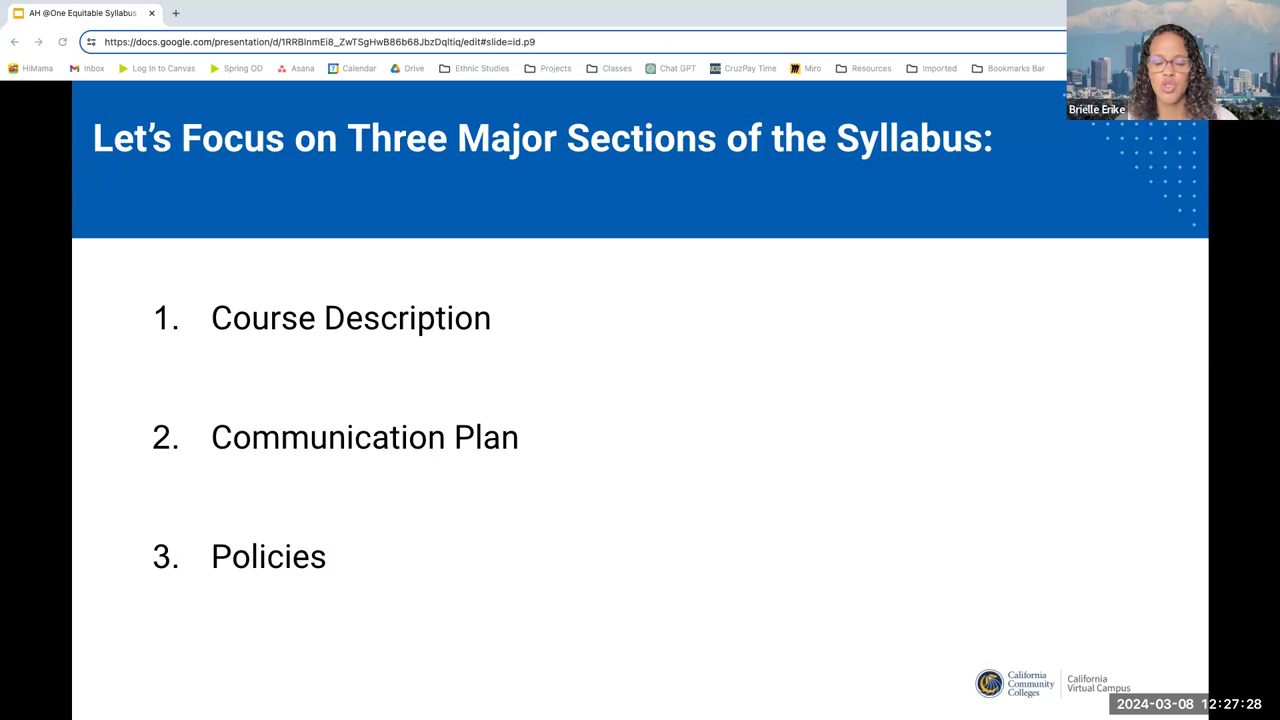 AH @One Equitable Syllabus
https://docs.google.com/presentation/d/1RRBlnmEi8_ZwTSgHwB86b68JbzDqltiq/edit#slide=id.p9
HiMama Inbox Log In to Canvas Spring OD Asana Calendar Drive Ethnic Studies Projects Classes Chat GPT CruzPay Time Miro Resources Imported Bookmarks Bar
Brielle Erike
Let's Focus on Three Major Sections of the Syllabus:
1. Course Description
2. Communication Plan
3. Policies
California
Community
Colleges
California
Virtual Campus
2024-03-08 12:27:28